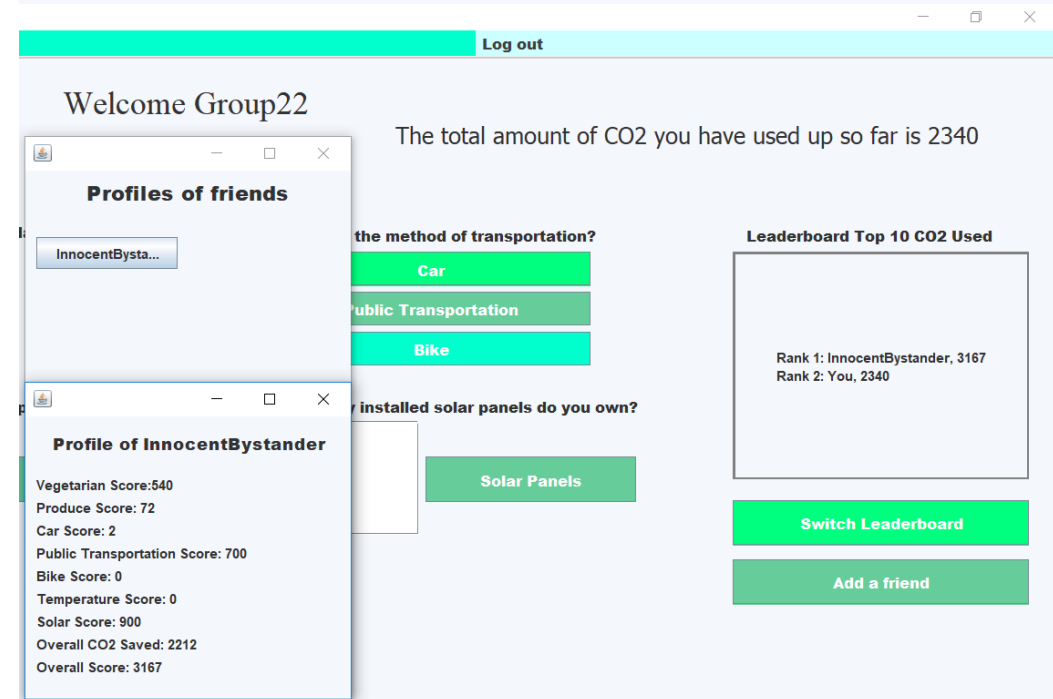 Log out
Welcome Group22
The total amount of CO2 you have used up so far is 2340
Profiles of friends
InnocentBysta...
the method of transportation?
Car
Public Transportation
Bike
Leaderboard Top 10 CO2 Used
Rank 1: InnocentBystander, 3167
Rank 2: You, 2340
installed solar panels do you own?
Solar Panels
Switch Leaderboard
Add a friend
Profile of InnocentBystander
Vegetarian Score:540
Produce Score: 72
Car Score: 2
Public Transportation Score: 700
Bike Score: 0
Temperature Score: 0
Solar Score: 900
Overall CO2 Saved: 2212
Overall Score: 3167